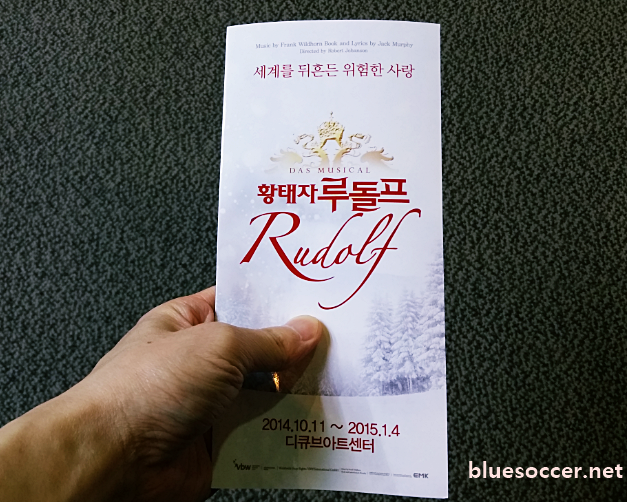 Music by Frank Wildhorn Book and Lyrics by Jack Murphy
Directed by Robert Johanson
세계를 뒤흔든 위험한 사랑
DAS MUSICAL
황태자 루돌프
Rudolf
2014.10.11 ~ 2015.1.4
디큐브아트센터
vbw
EMK
bluesoccer.net